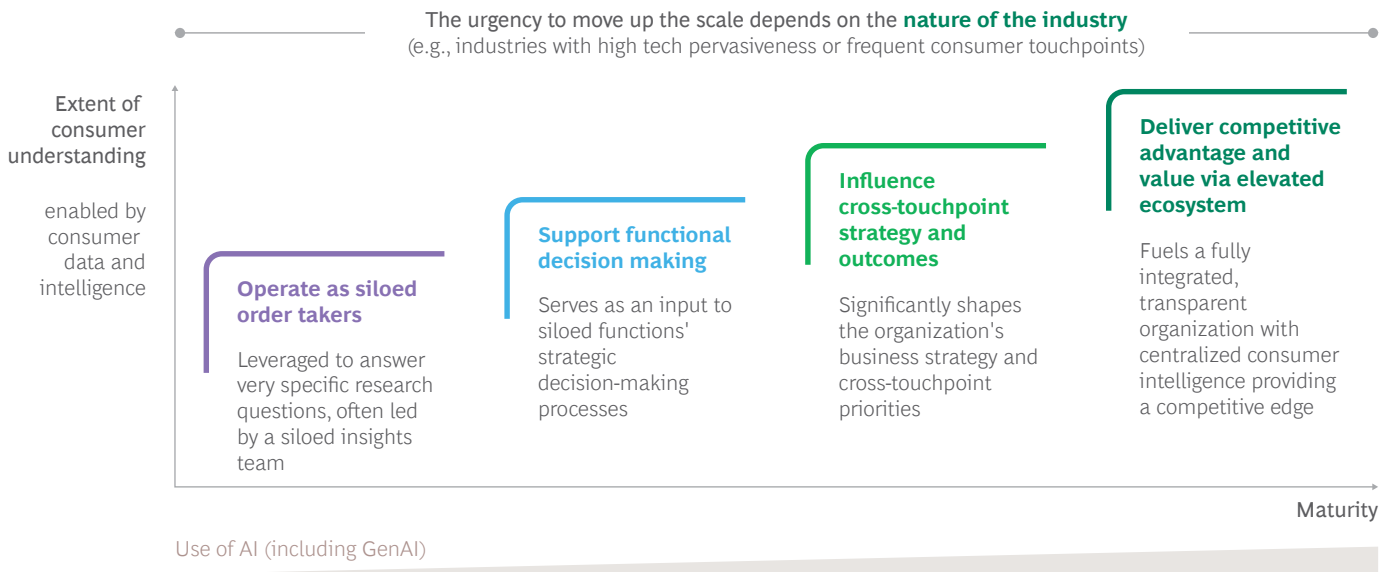 The urgency to move up the scale depends on the nature of the industry
(e.g., industries with high tech pervasiveness or frequent consumer touchpoints)
Extent of
consumer
understanding
enabled by
consumer
data and
intelligence
Operate as siloed
order takers
Leveraged to answer
very specific research
questions, often led
by a siloed insights
team
Support functional
decision making
Serves as an input to
siloed functions'
strategic
decision-making
processes
Influence
cross-touchpoint
strategy and
outcomes
Significantly shapes
the organization's
business strategy and
cross-touchpoint
priorities
Deliver competitive
advantage and
value via elevated
ecosystem
Fuels a fully
integrated,
transparent
organization with
centralized consumer
intelligence providing
a competitive edge
Maturity
Use of AI (including GenAI)